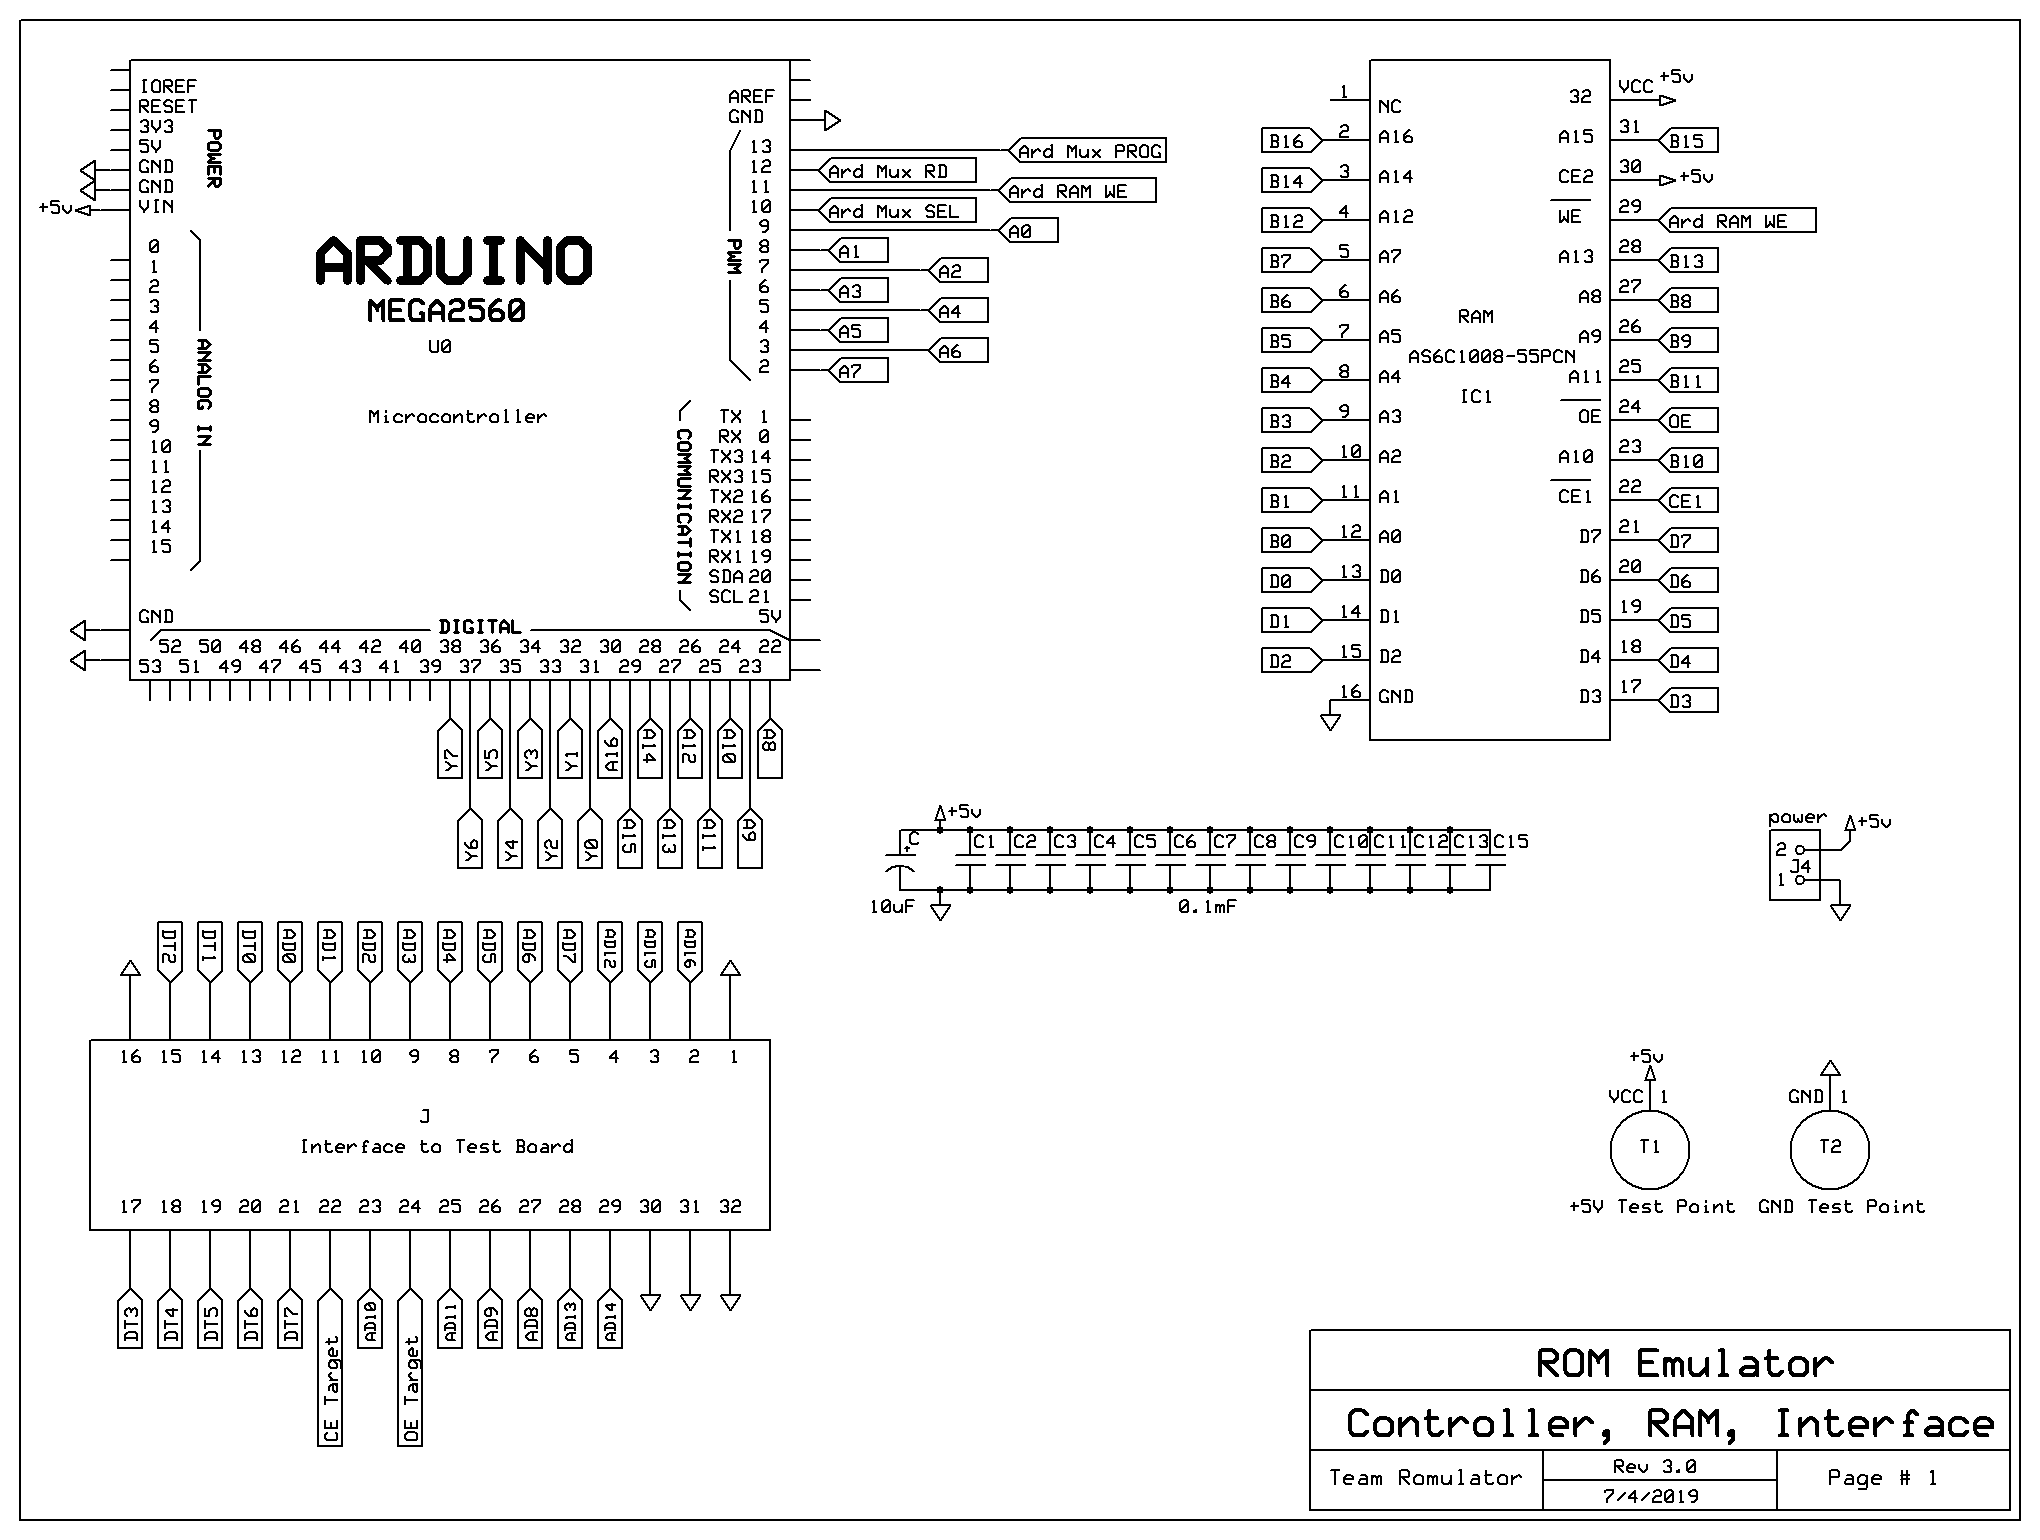 IOREF
RESET
3V3
5V
GND
GND
VIN
+5v
POWER
0
1
2
3
4
5
6
7
8
9
10
11
12
13
14
15
ANALOG IN
ARDUINO
MEGA2560
U0
Microcontroller
AREF
GND
13 Ard Mux PROG
12 Ard Mux RD
11 Ard RAM WE
10 Ard Mux SEL
9 A0
8 A1
7 A2
6 A3
5 A4
4 A5
3 A6
2 A7
PWM
TX 1
RX 0
TX3 14
RX3 15
TX2 16
RX2 17
TX1 18
RX1 19
SDA 20
SCL 21
COMMUNICATION
GND
5V
DIGITAL
52 50 48 46 44 42 40 38 36 34 32 30 28 26 24 22
53 51 49 47 45 43 41 39 37 35 33 31 29 27 25 23
Y7 Y5 Y3 Y1 A16 A14 A12 A10 A8
Y6 Y4 Y2 Y0 A15 A13 A11 A9
1 NC
B16 2 A16
B14 3 A14
B12 4 A12
B7 5 A7
B6 6 A6
B5 7 A5
B4 8 A4
B3 9 A3
B2 10 A2
B1 11 A1
B0 12 A0
D0 13 D0
D1 14 D1
D2 15 D2
16 GND
RAM
AS6C1008-55PCN
IC1
32 VCC +5v
A15 31 B15
CE2 30 +5v
WE 29 Ard RAM WE
A13 28 B13
A8 27 B8
A9 26 B9
A11 25 B11
OE 24 OE
A10 23 B10
CE1 22 CE1
D7 21 D7
D6 20 D6
D5 19 D5
D4 18 D4
D3 17 D3
+5v
C + C1 C2 C3 C4 C5 C6 C7 C8 C9 C10 C11 C12 C13 C15
10uF
0.1mF
power
+5v
2
J4
1
DT2 DT1 DT0 AD0 AD1 AD2 AD3 AD4 AD5 AD6 AD7 AD12 AD15 AD16
16 15 14 13 12 11 10 9 8 7 6 5 4 3 2 1
J
Interface to Test Board
17 18 19 20 21 22 23 24 25 26 27 28 29 30 31 32
DT3 DT4 DT5 DT6 DT7 CE Target AD10 OE Target AD11 AD9 AD8 AD13 AD14
+5v
VCC 1
T1
+5V Test Point
GND 1
T2
GND Test Point
ROM Emulator
Controller, RAM, Interface
Team Romulator
Rev 3.0
7/4/2019
Page # 1